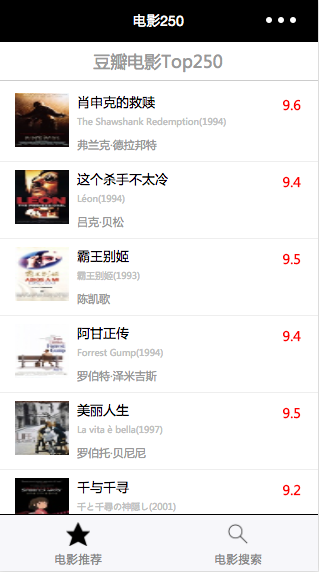 电影250
豆瓣电影Top250
肖申克的救赎
9.6
The Shawshank Redemption(1994)
弗兰克·德拉邦特
这个杀手不太冷
9.4
Léon(1994)
吕克·贝松
LEON
霸王别姬
9.5
霸王别姬(1993)
陈凯歌
阿甘正传
9.4
Forrest Gump(1994)
罗伯特·泽米吉斯
美丽人生
9.5
La vita è bella(1997)
罗伯托·贝尼尼
千与千寻
9.2
千と千尋の神隠し(2001)
电影推荐
电影搜索